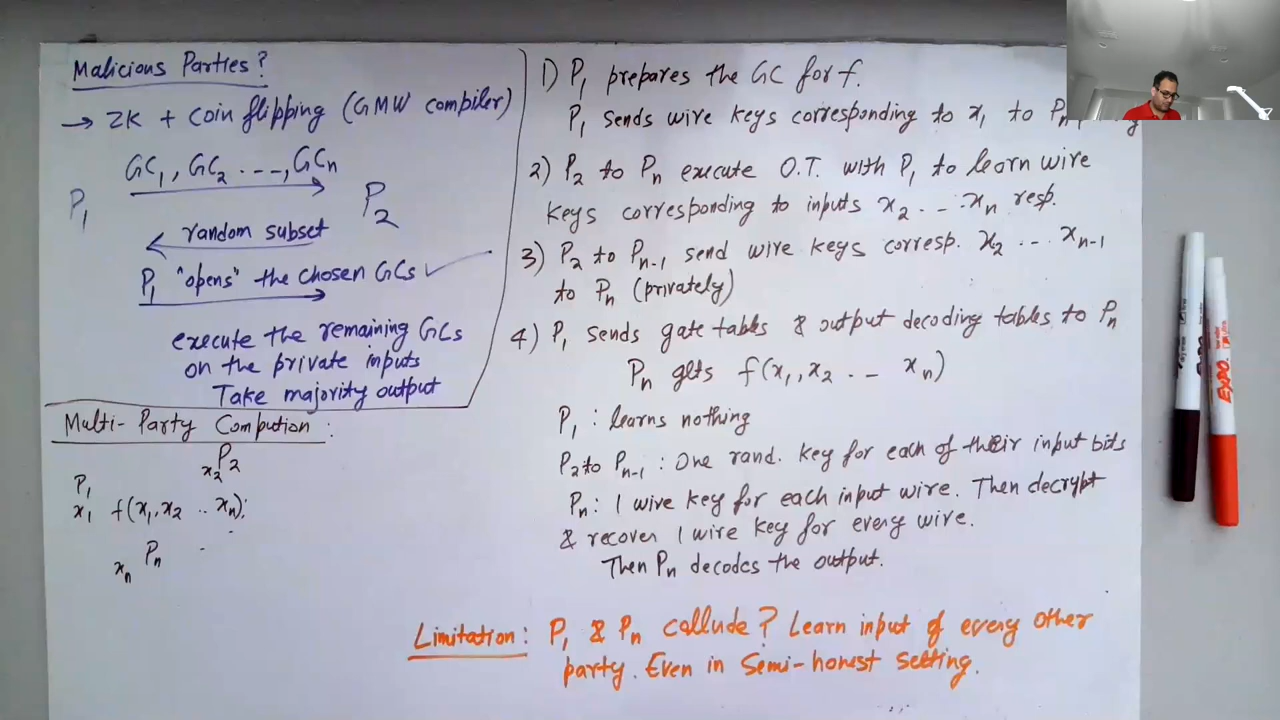 Malicious Parties?
→ ZK + Coin flipping (GMW compiler)
GC1, GC2 ---, GCn
P1
P2
random subset
P1 "opens" the chosen GCs
execute the remaining GCs
on the private inputs
Take majority output
Multi-Party Compution:
x2 P2
P1
x1 f(x1, x2 .. xn);
Pn
xn
1) P1 prepares the GC for f.
P1 sends wire keys corresponding to x1 to
2) P2 to Pn execute O.T. with P1 to learn wire
keys corresponding to inputs x2 - .. xn resp.
3) P2 to Pn-1 send wire keys corresp. x2 ... xn-1
to Pn (privately)
4) P1 sends gate tables & output decoding tables to Pn
Pn gets f(x1, x2 .. - xn)
P1 : learns nothing
P2 to Pn-1 : One rand. key for each of their input bits
Pn : 1 wire key for each input wire. Then decrypt
& recover 1 wire key for every wire.
Then Pn decodes the output.
Limitation: P1 & Pn collude? Learn input of every other
party. Even in Semi-honest setting.
EXPO